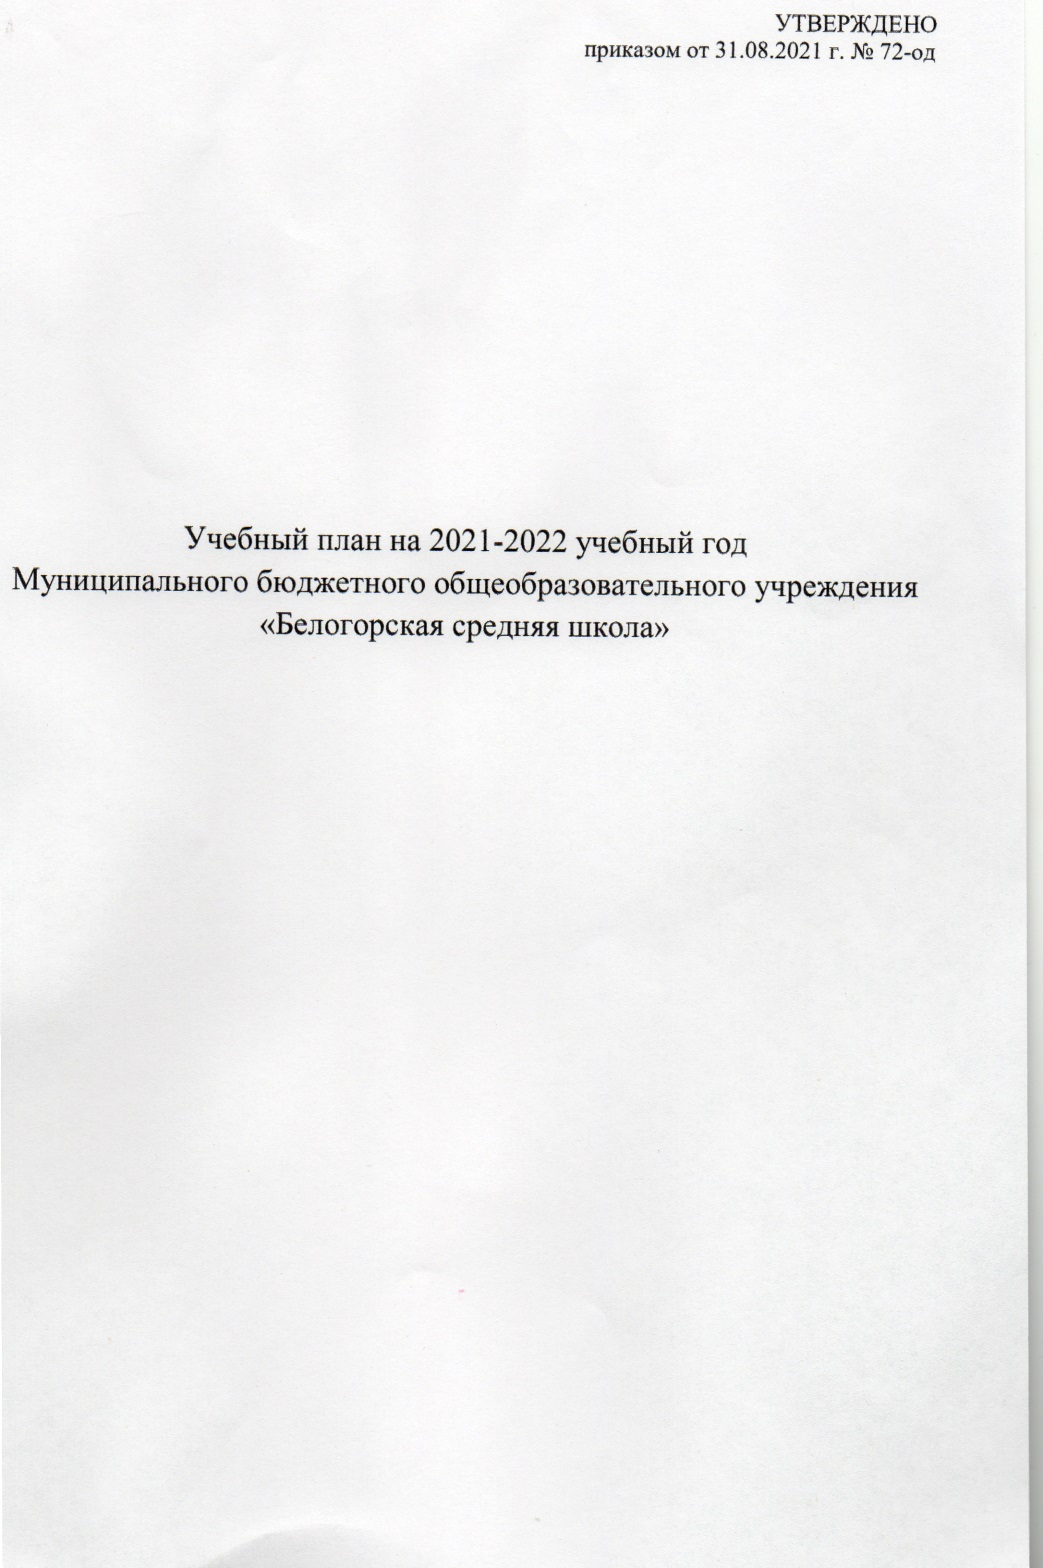 УТВЕРЖДЕНО
приказом от 31.08.2021 г. № 72-од
Учебный план на 2021-2022 учебный год
Муниципального бюджетного общеобразовательного учреждения
«Белогорская средняя школа»